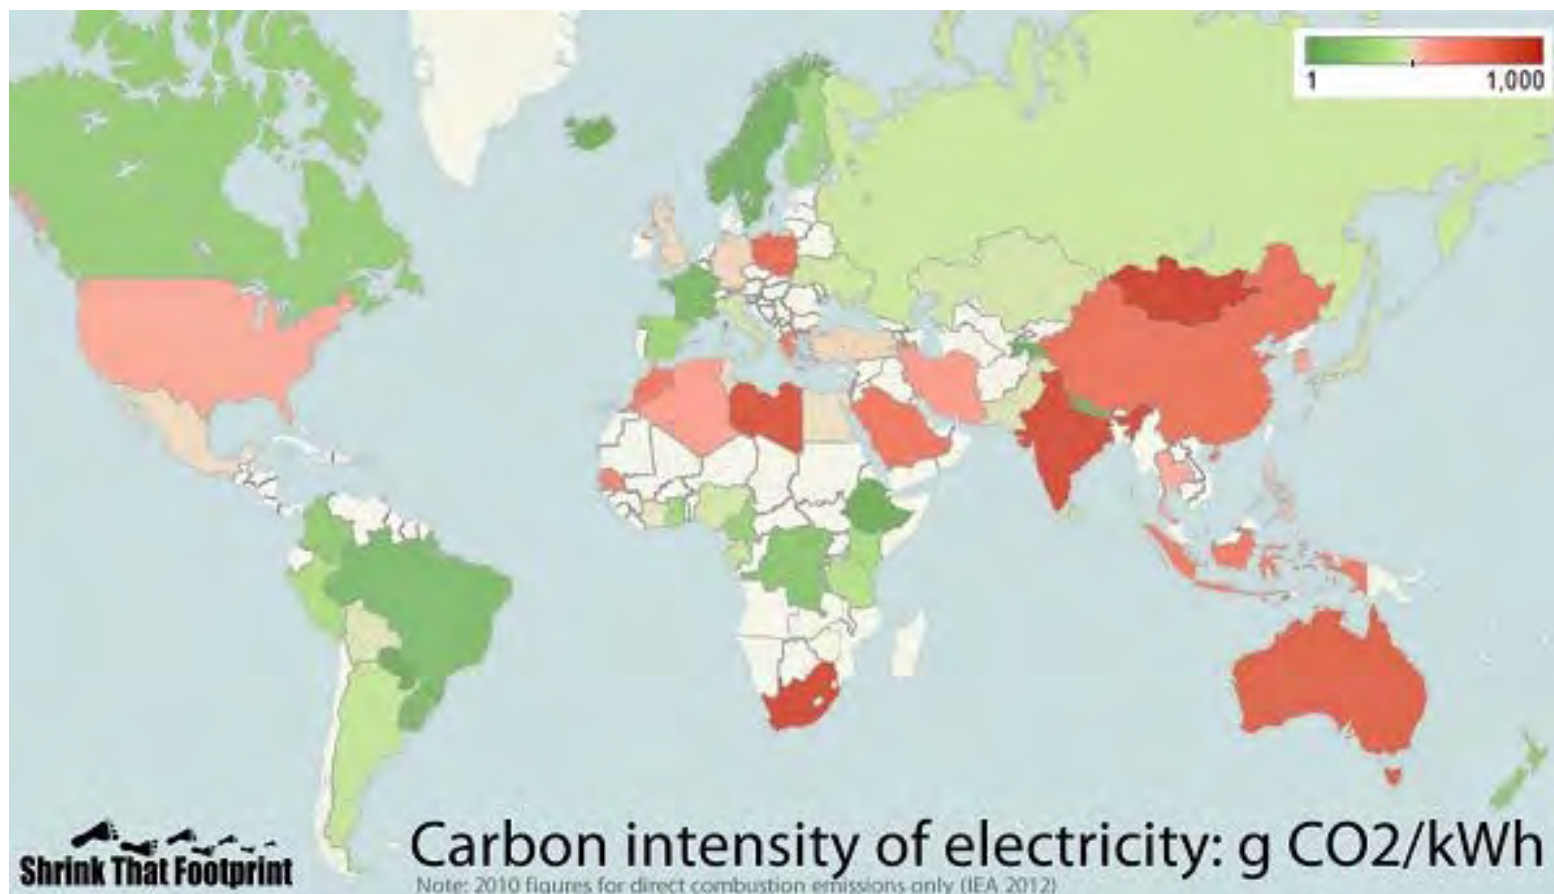 1 1,000
Carbon intensity of electricity: g CO2/kWh
Shrink That Footprint
Note: 2010 figures for direct combustion emissions only (IEA 2012)